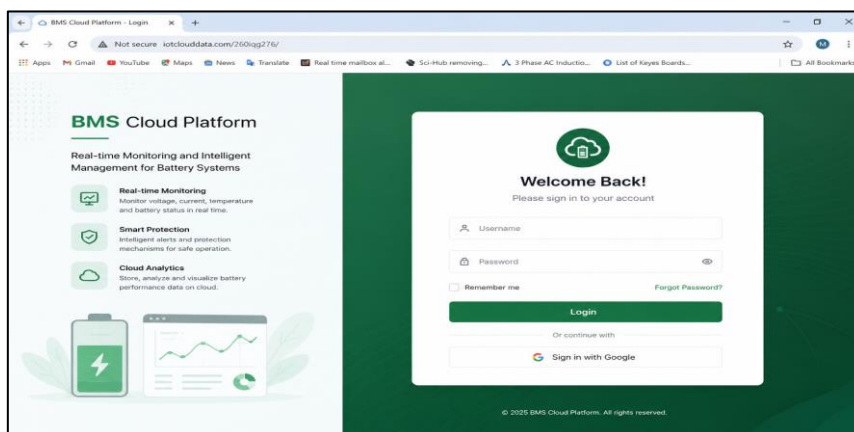 BMS Cloud Platform - Login
Not secure iotclouddata.com/260iqg276/
M
Apps Gmail YouTube Maps News Translate Real time mailbox al... Sci-Hub removing... 3 Phase AC Inductio... List of Keyes Boards... All Bookmarks
BMS Cloud Platform
Real-time Monitoring and Intelligent
Management for Battery Systems
Real-time Monitoring
Monitor voltage, current, temperature
and battery status in real time.
Smart Protection
Intelligent alerts and protection
mechanisms for safe operation.
Cloud Analytics
Store, analyze and visualize battery
performance data on cloud.
Welcome Back!
Please sign in to your account
Username
Password
Remember me Forgot Password?
Login
Or continue with
Sign in with Google
© 2025 BMS Cloud Platform. All rights reserved.